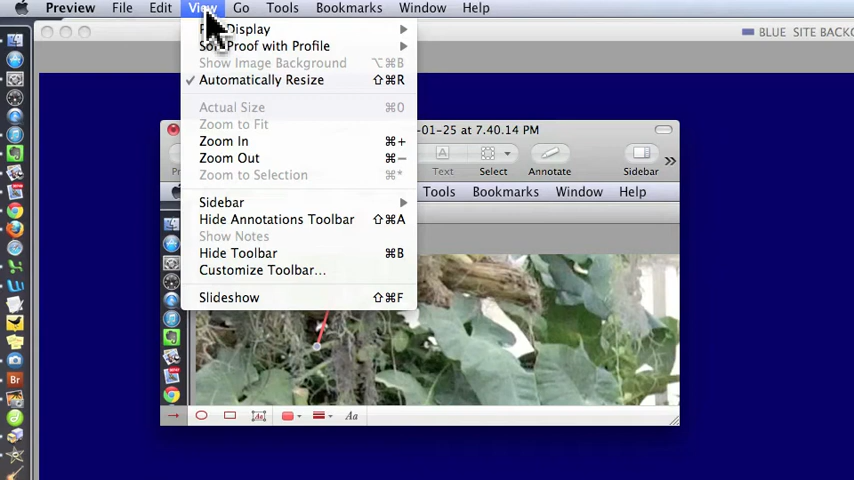 Preview File Edit View Go Tools Bookmarks Window Help
BLUE SITE BACKG
Display
Soft Proof with Profile
Show Image Background ⌥⌘B
✓ Automatically Resize ⇧⌘R
Actual Size ⌘0
Zoom to Fit
Zoom In ⌘+
Zoom Out ⌘−
Zoom to Selection ⌘*
Sidebar
Hide Annotations Toolbar ⇧⌘A
Show Notes
Hide Toolbar ⌘B
Customize Toolbar...
Slideshow ⇧⌘F
-01-25 at 7.40.14 PM
Text Select Annotate Sidebar
Tools Bookmarks Window Help
Aa
Br